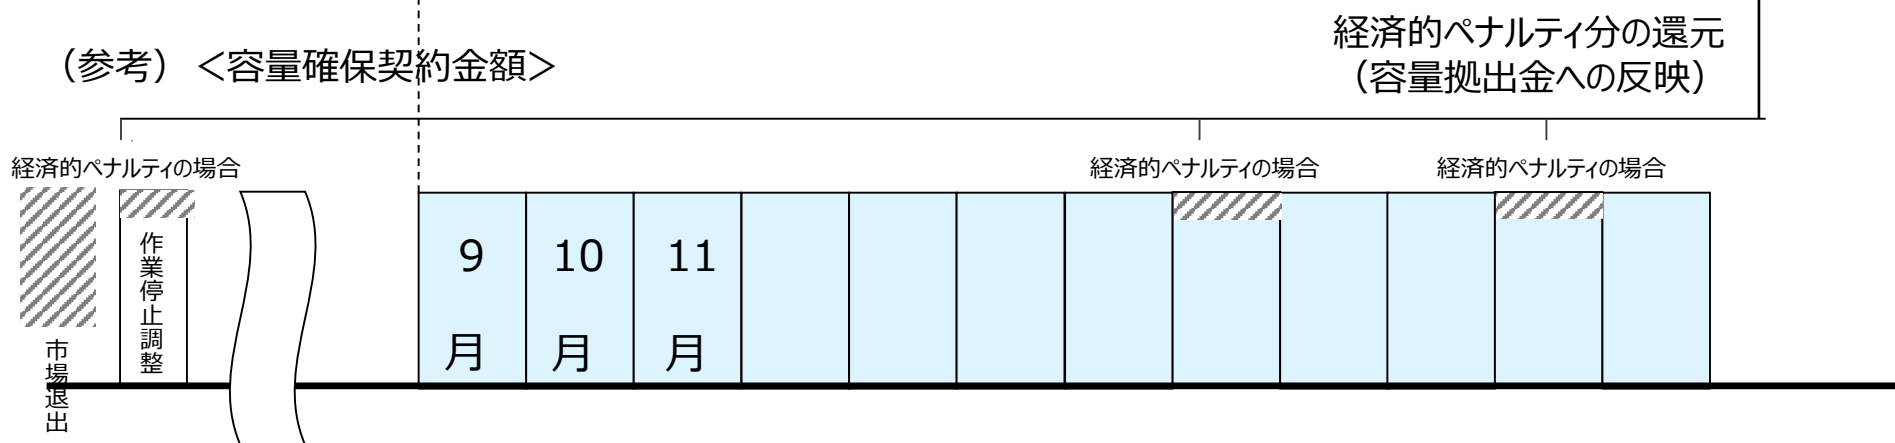 経済的ペナルティ分の還元
（容量拠出金への反映）
（参考）＜容量確保契約金額＞
経済的ペナルティの場合
経済的ペナルティの場合
経済的ペナルティの場合
市場退出
作業停止調整
9
月
10
月
11
月